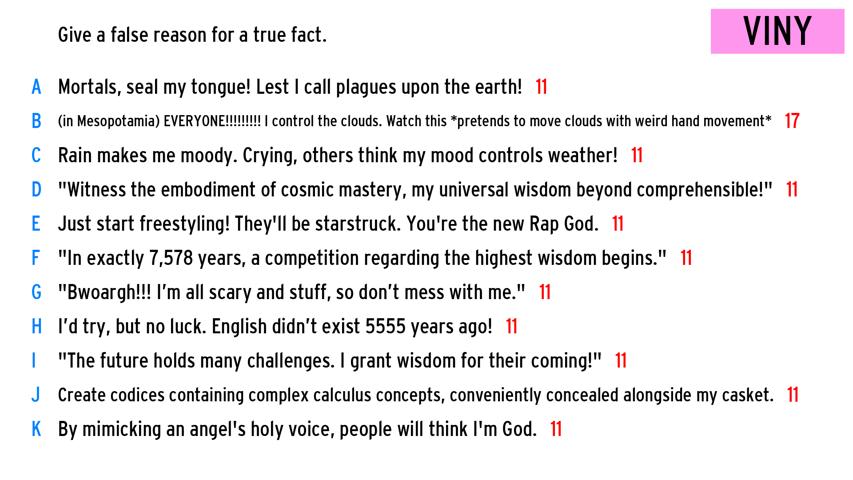 Give a false reason for a true fact.
VINY
A Mortals, seal my tongue! Lest I call plagues upon the earth! 11
B (in Mesopotamia) EVERYONE!!!!!!!!! I control the clouds. Watch this *pretends to move clouds with weird hand movement* 17
C Rain makes me moody. Crying, others think my mood controls weather! 11
D "Witness the embodiment of cosmic mastery, my universal wisdom beyond comprehensible!" 11
E Just start freestyling! They'll be starstruck. You're the new Rap God. 11
F "In exactly 7,578 years, a competition regarding the highest wisdom begins." 11
G "Bwoargh!!! I’m all scary and stuff, so don’t mess with me." 11
H I’d try, but no luck. English didn’t exist 5555 years ago! 11
I "The future holds many challenges. I grant wisdom for their coming!" 11
J Create codices containing complex calculus concepts, conveniently concealed alongside my casket. 11
K By mimicking an angel's holy voice, people will think I'm God. 11